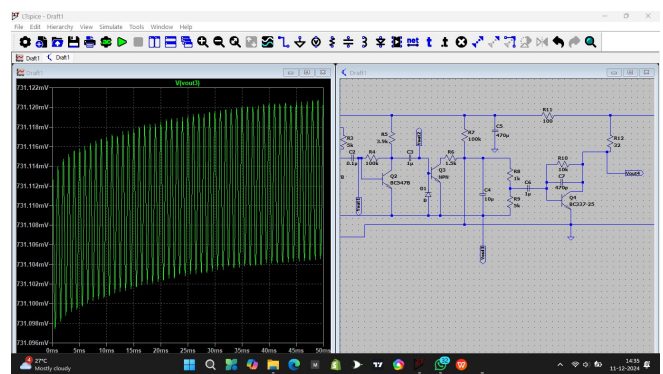 LTspice - Draft1
File Edit Hierarchy View Simulate Tools Window Help
Draft1 Draft1
Draft1
V(vout3)
731.122mV
731.120mV
731.118mV
731.116mV
731.114mV
731.112mV
731.110mV
731.108mV
731.106mV
731.104mV
731.102mV
731.100mV
731.098mV
731.096mV
0ms 5ms 10ms 15ms 20ms 25ms 30ms 35ms 40ms 45ms 50ms
Draft1
R11
100
C5
470µ
R3
5k
R5
3.9k
R7
100k
R12
33
C2
0.1µ
R4
100k
C3
1µ
R6
1.5k
Q2
BC547B
Q3
NPN
D1
D
C4
10µ
R8
1k
R9
5k
C6
1µ
R10
10k
C7
470p
Q4
BC337-25
Vout4
Vout3
27°C
Mostly cloudy
14:35
11-12-2024